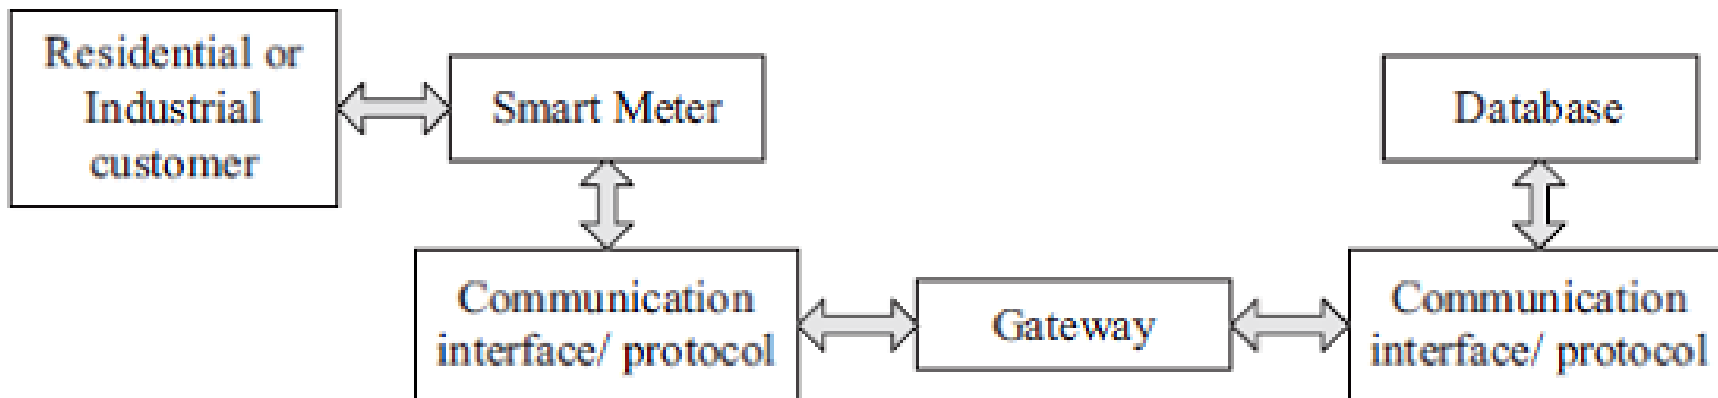 Residential or
Industrial
customer
Smart Meter
Database
Communication
interface/ protocol
Gateway
Communication
interface/ protocol